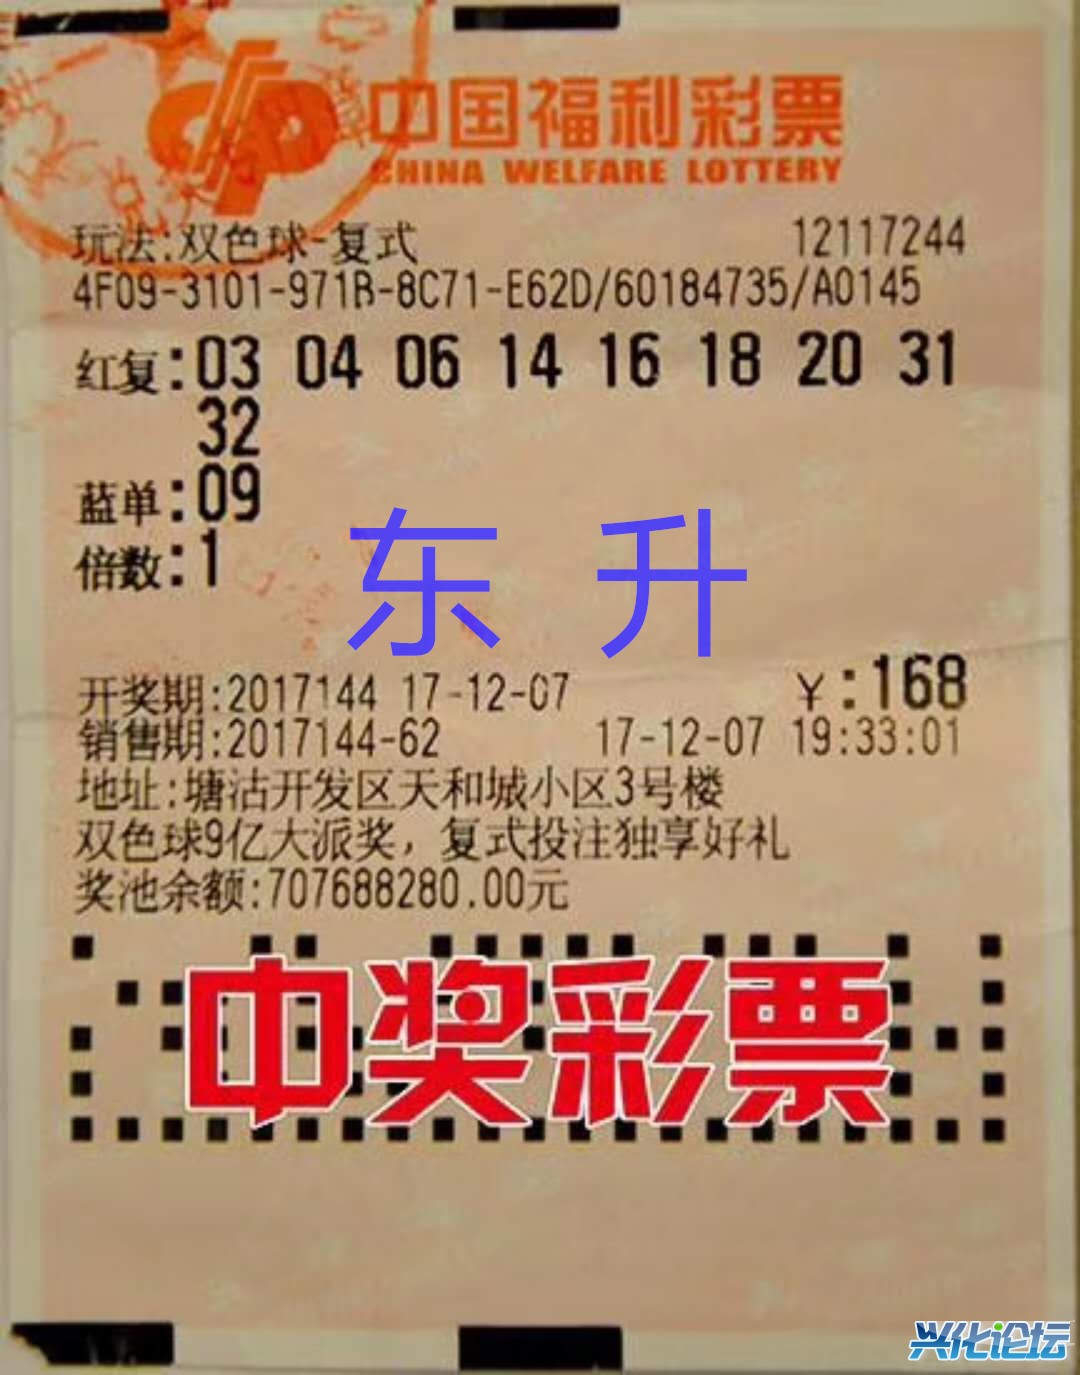 中国福利彩票
CHINA WELFARE LOTTERY
玩法:双色球-复式 12117244
4F09-3101-971B-8C71-E62D/60184735/A0145
红复:03 04 06 14 16 18 20 31
32
蓝单:09
倍数:1
东 升
开奖期:2017144 17-12-07 ¥:168
销售期:2017144-62 17-12-07 19:33:01
地址:塘沽开发区天和城小区3号楼
双色球9亿大派奖，复式投注独享好礼
奖池余额:707688280.00元
中奖彩票
兴化论坛